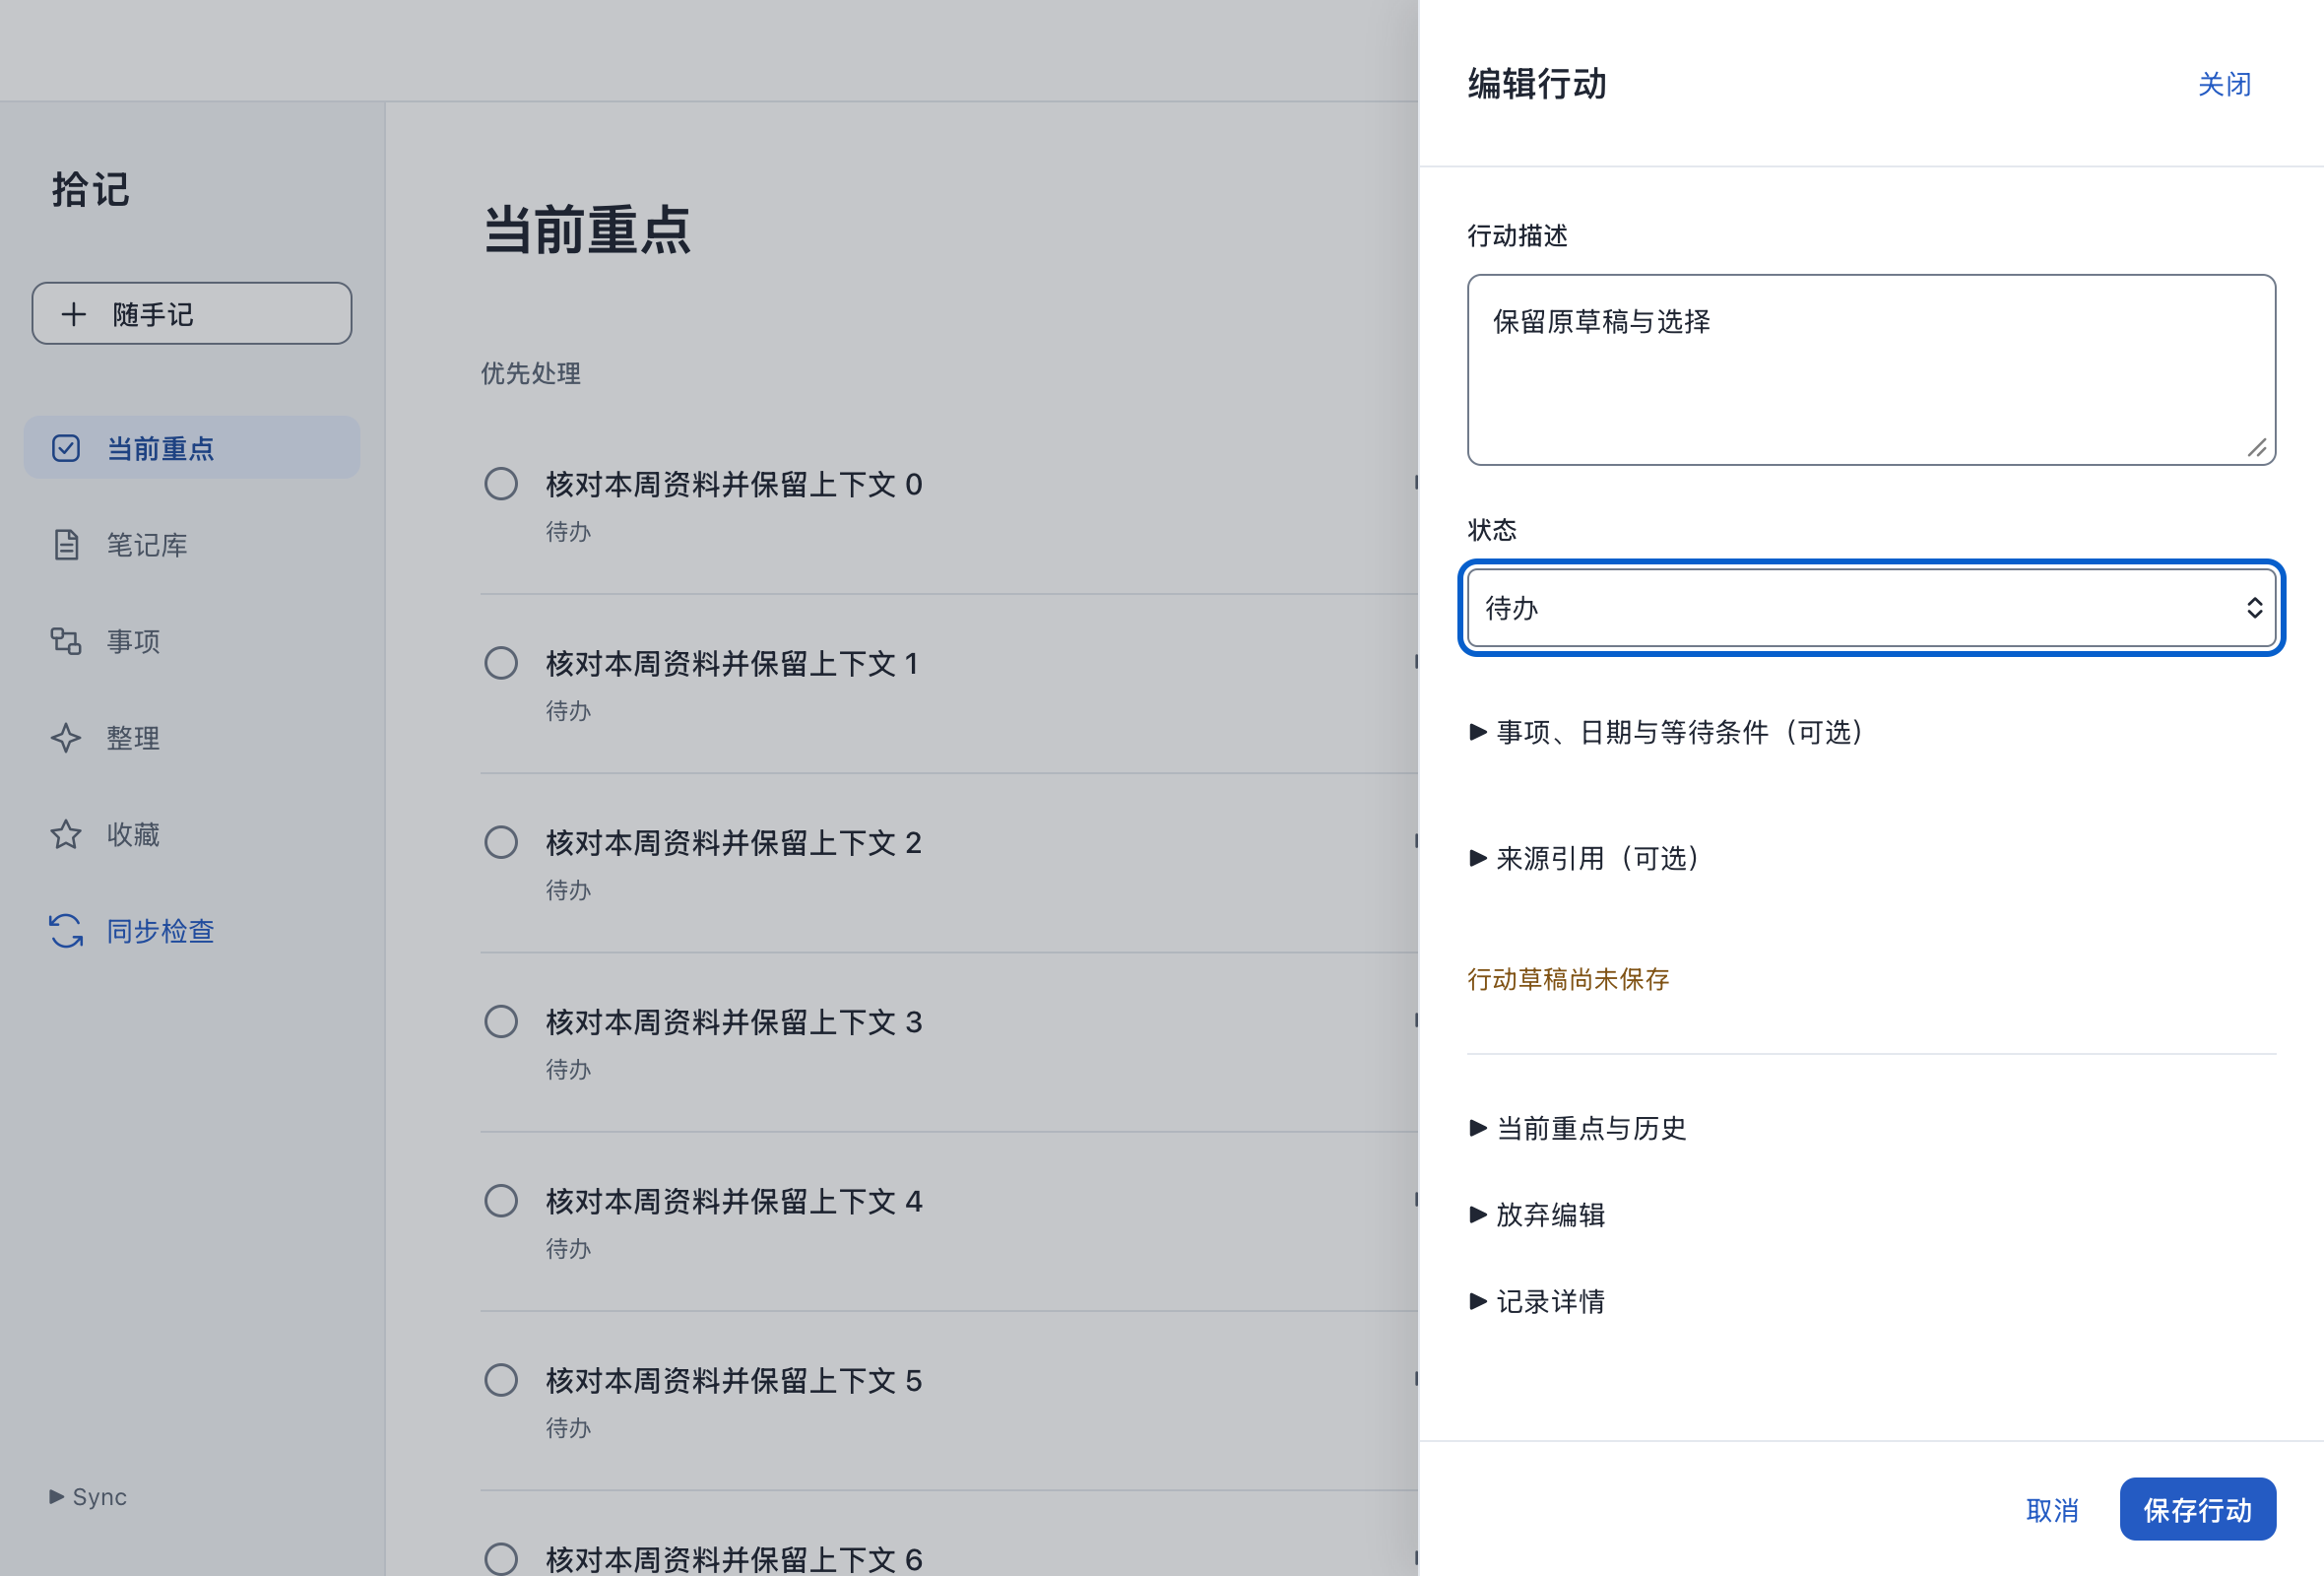 拾记
随手记
当前重点
笔记库
事项
整理
收藏
同步检查
Sync
当前重点
优先处理
核对本周资料并保留上下文 0
待办
核对本周资料并保留上下文 1
待办
核对本周资料并保留上下文 2
待办
核对本周资料并保留上下文 3
待办
核对本周资料并保留上下文 4
待办
核对本周资料并保留上下文 5
待办
核对本周资料并保留上下文 6
编辑行动
关闭
行动描述
保留原草稿与选择
状态
待办
事项、日期与等待条件（可选）
来源引用（可选）
行动草稿尚未保存
当前重点与历史
放弃编辑
记录详情
取消
保存行动